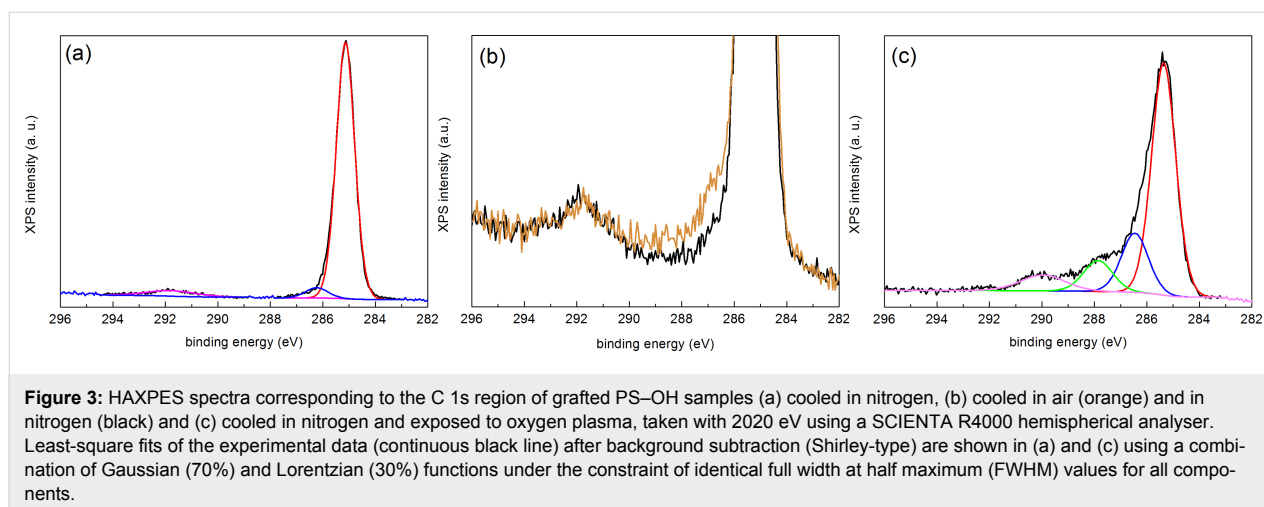 (a)
XPS intensity (a. u.)
296 294 292 290 288 286 284 282
binding energy (eV)
(b)
XPS intensity (a.u.)
296 294 292 290 288 286 284 282
binding energy (eV)
(c)
XPS intensity (a. u.)
296 294 292 290 288 286 284 282
binding energy (eV)
Figure 3: HAXPES spectra corresponding to the C 1s region of grafted PS–OH samples (a) cooled in nitrogen, (b) cooled in air (orange) and in
nitrogen (black) and (c) cooled in nitrogen and exposed to oxygen plasma, taken with 2020 eV using a SCIENTA R4000 hemispherical analyser.
Least-square fits of the experimental data (continuous black line) after background subtraction (Shirley-type) are shown in (a) and (c) using a combi-
nation of Gaussian (70%) and Lorentzian (30%) functions under the constraint of identical full width at half maximum (FWHM) values for all compo-
nents.